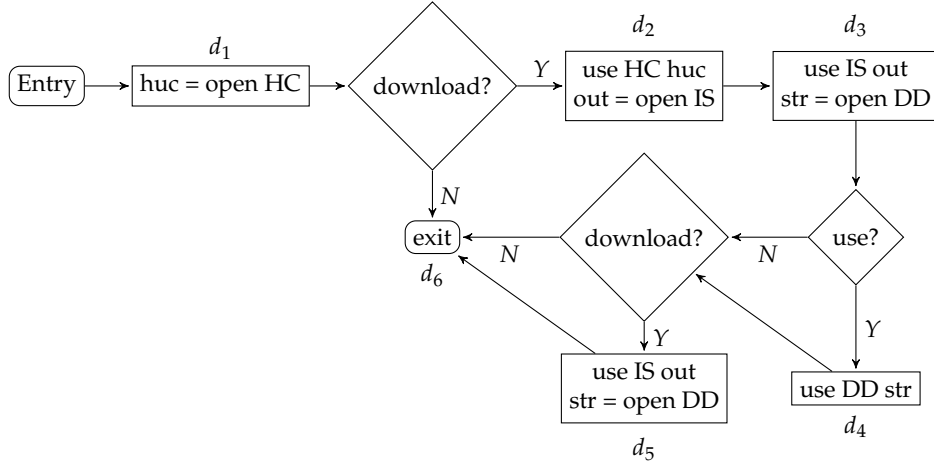 d1
d2
d3
Entry
huc = open HC
download?
Y
use HC huc
out = open IS
use IS out
str = open DD
N
exit
d6
N
download?
N
use?
Y
Y
use IS out
str = open DD
d5
use DD str
d4